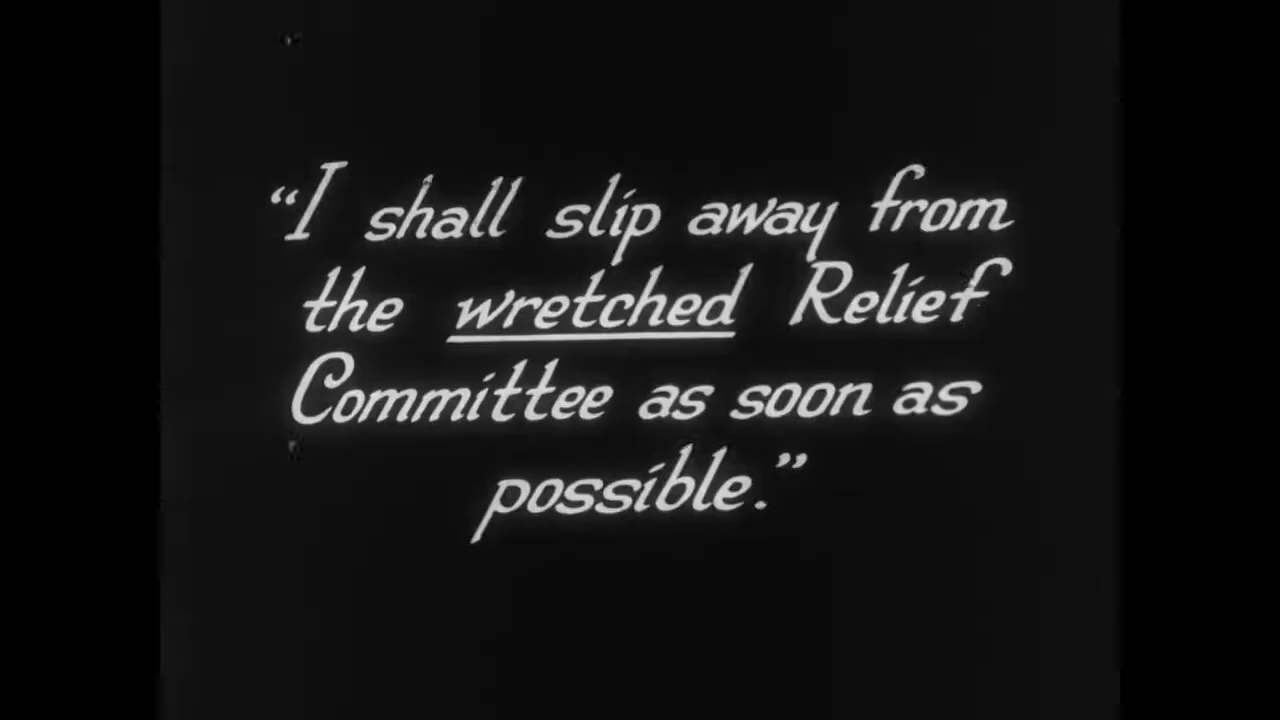 “I shall slip away from
the wretched Relief
Committee as soon as
possible.”